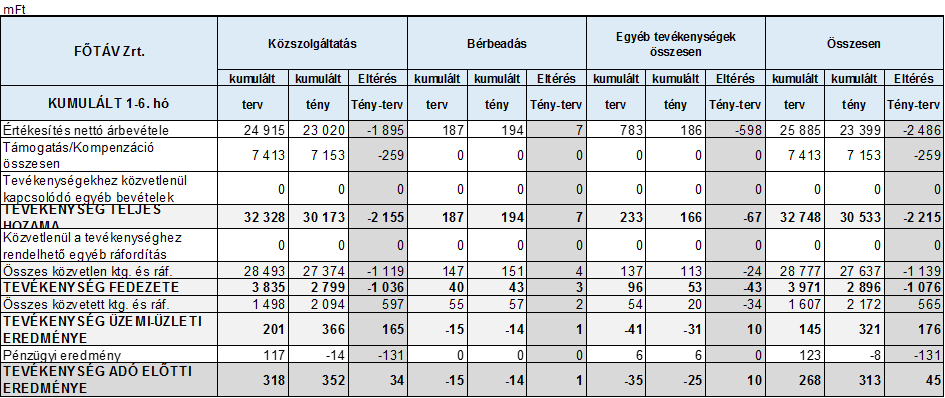 mFt
FŐTÁV Zrt. Közszolgáltatás Bérbeadás Egyéb tevékenységek összesen Összesen
kumulált kumulált Eltérés kumulált kumulált Eltérés kumulált kumulált Eltérés kumulált kumulált Eltérés
KUMULÁLT 1-6. hó terv tény Tény-terv terv tény Tény-terv terv tény Tény-terv terv tény Tény-terv
Értékesítés nettó árbevétele 24 915 23 020 -1 895 187 194 7 783 186 -598 25 885 23 399 -2 486
Támogatás/Kompenzáció
összesen 7 413 7 153 -259 0 0 0 0 0 0 7 413 7 153 -259
Tevékenységekhez közvetlenül
kapcsolódó egyéb bevételek 0 0 0 0 0 0 0 0 0 0 0 0
TEVÉKENYSÉG TELJES
HOZAMA 32 328 30 173 -2 155 187 194 7 233 166 -67 32 748 30 533 -2 215
Közvetlenül a tevékenységhez
rendelhető egyéb ráfordítás 0 0 0 0 0 0 0 0 0 0 0 0
Összes közvetlen ktg. és ráf. 28 493 27 374 -1 119 147 151 4 137 113 -24 28 777 27 637 -1 139
TEVÉKENYSÉG FEDEZETE 3 835 2 799 -1 036 40 43 3 96 53 -43 3 971 2 896 -1 076
Összes közvetett ktg. és ráf. 1 498 2 094 597 55 57 2 54 20 -34 1 607 2 172 565
TEVÉKENYSÉG ÜZEMI-ÜZLETI
EREDMÉNYE 201 366 165 -15 -14 1 -41 -31 10 145 321 176
Pénzügyi eredmény 117 -14 -131 0 0 0 6 6 0 123 -8 -131
TEVÉKENYSÉG ADÓ ELŐTTI
EREDMÉNYE 318 352 34 -15 -14 1 -35 -25 10 268 313 45